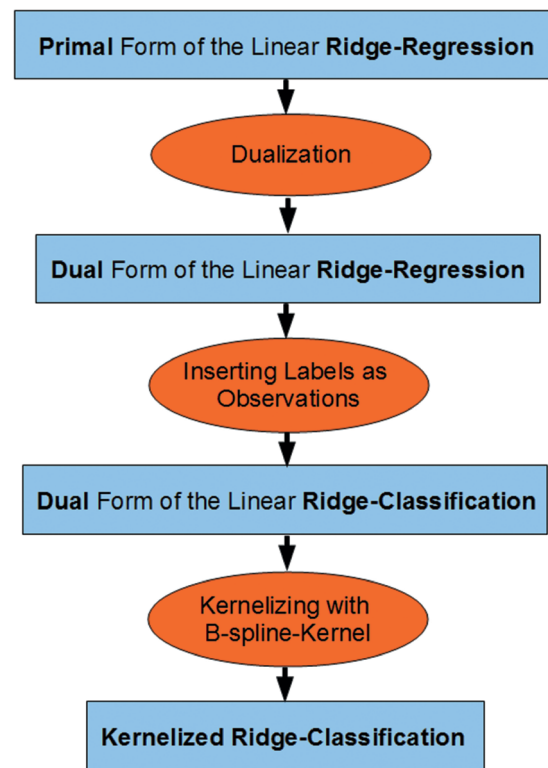 Primal Form of the Linear Ridge-Regression
Dualization
Dual Form of the Linear Ridge-Regression
Inserting Labels as
Observations
Dual Form of the Linear Ridge-Classification
Kernelizing with
B-spline-Kernel
Kernelized Ridge-Classification